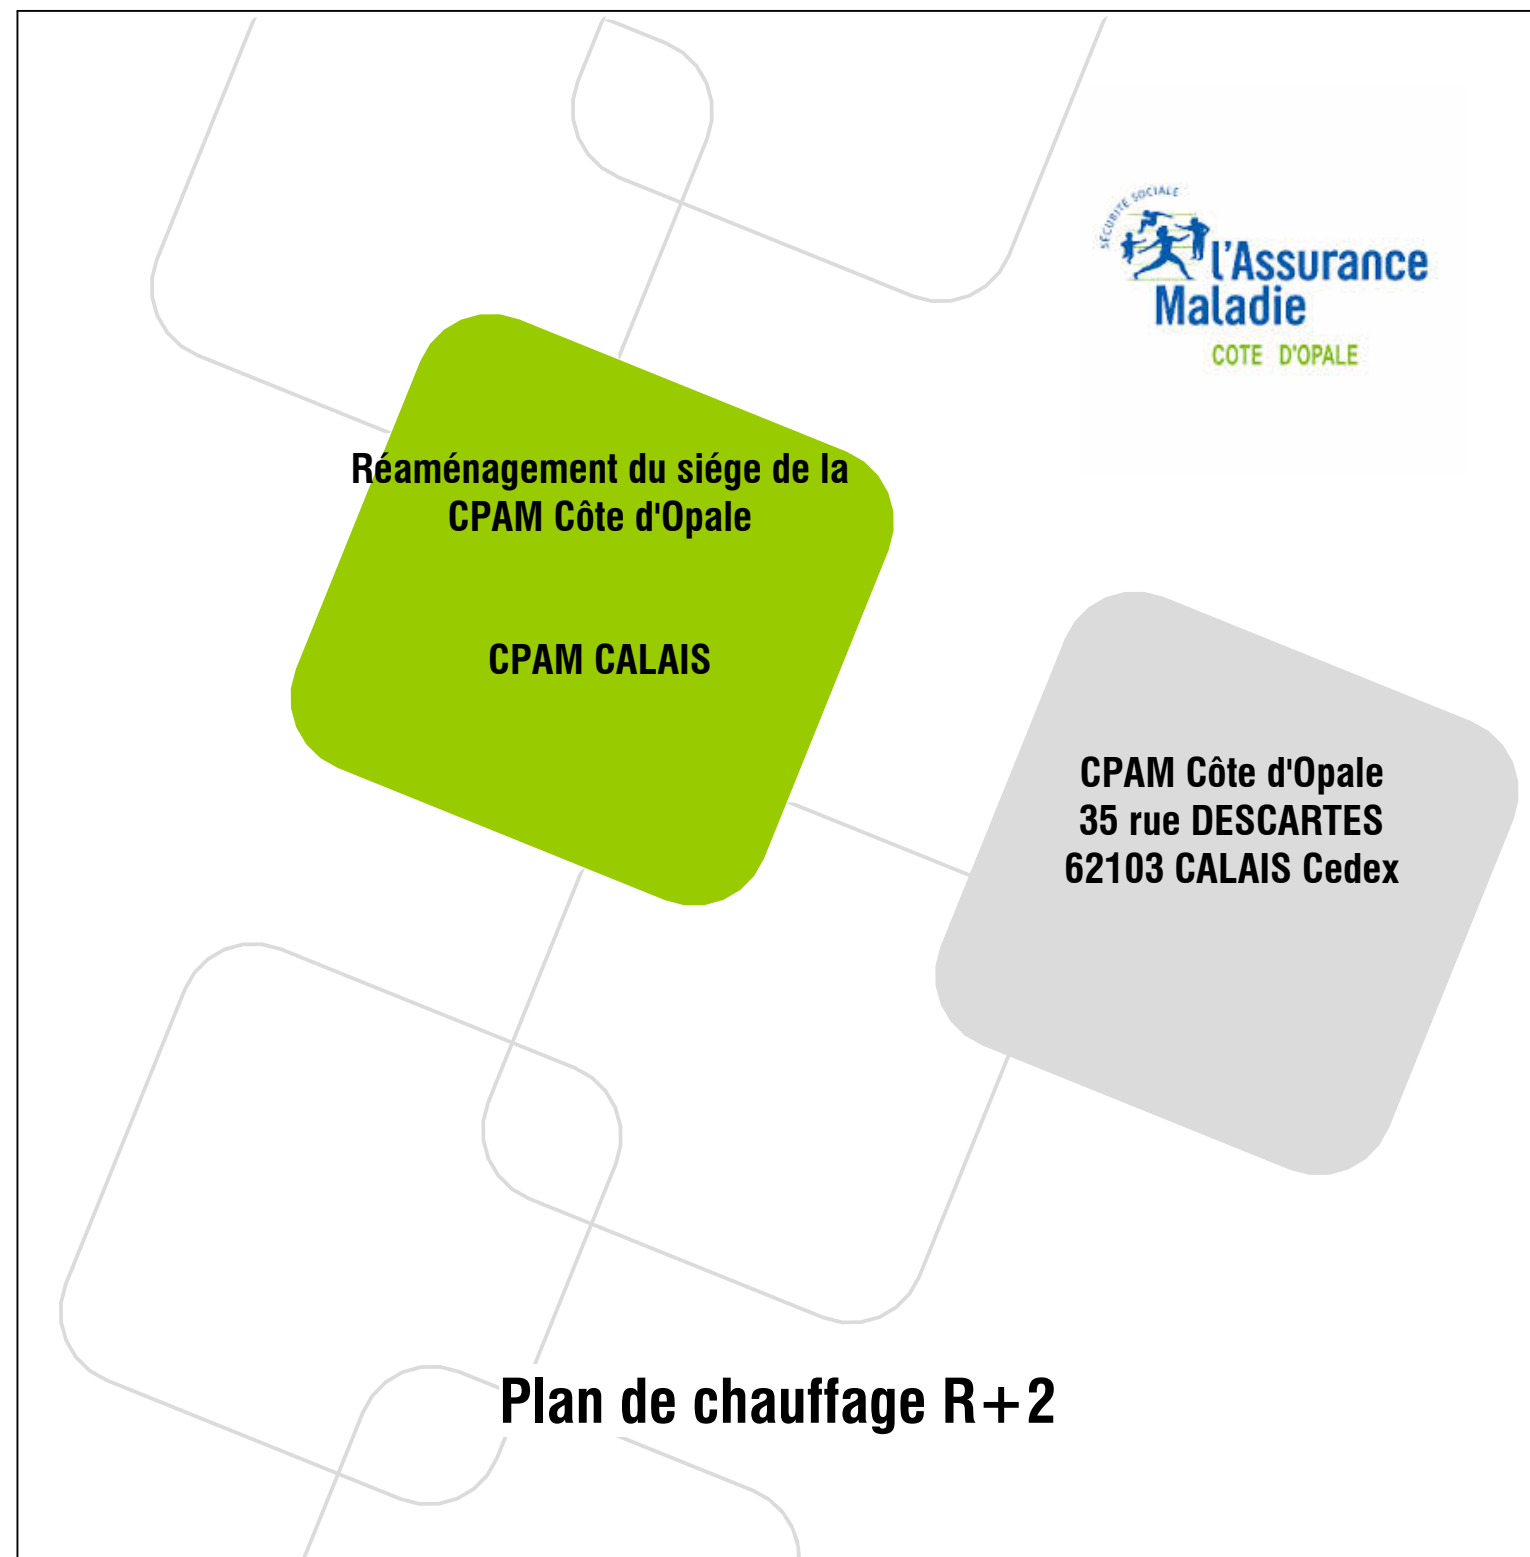 SÉCURITÉ SOCIALE
l'Assurance
Maladie
COTE D'OPALE
Réaménagement du siége de la
CPAM Côte d'Opale
CPAM CALAIS
CPAM Côte d'Opale
35 rue DESCARTES
62103 CALAIS Cedex
Plan de chauffage R+2